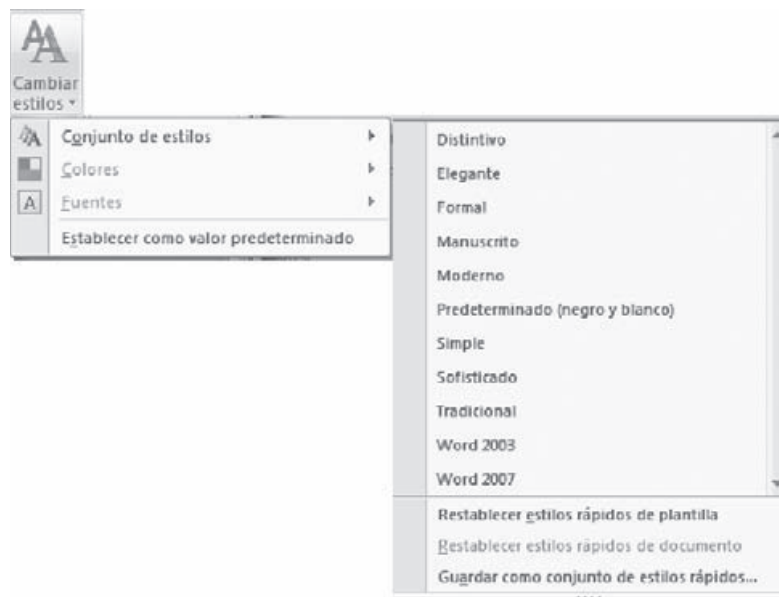 Cambiar
estilos
Conjunto de estilos
Colores
Fuentes
Establecer como valor predeterminado
Distintivo
Elegante
Formal
Manuscrito
Moderno
Predeterminado (negro y blanco)
Simple
Sofisticado
Tradicional
Word 2003
Word 2007
Restablecer estilos rápidos de plantilla
Restablecer estilos rápidos de documento
Guardar como conjunto de estilos rápidos...